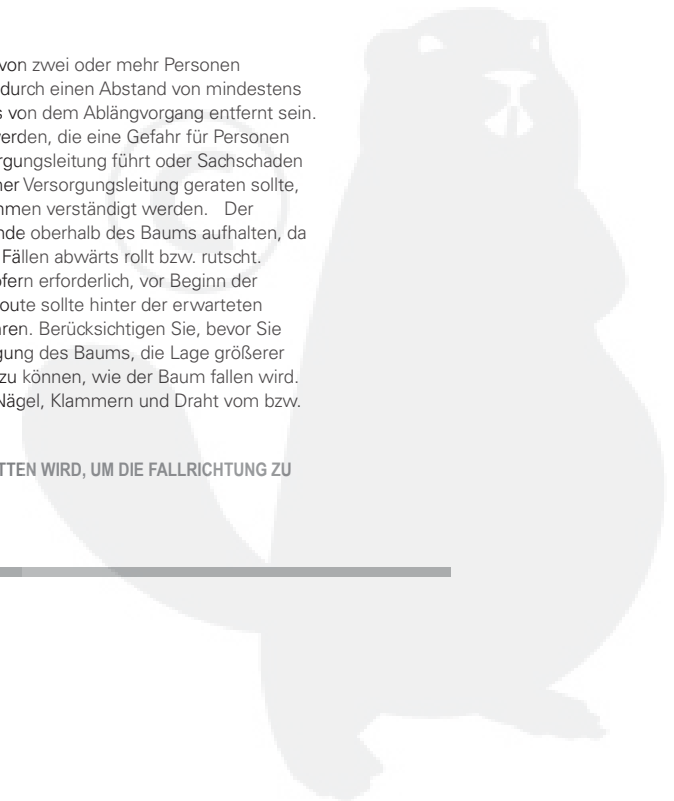 von zwei oder mehr Personen
durch einen Abstand von mindestens
s von dem Ablängvorgang entfernt sein.
erden, die eine Gefahr für Personen
rgungsleitung führt oder Sachschaden
ner Versorgungsleitung geraten sollte,
hmen verständigt werden. Der
nde oberhalb des Baums aufhalten, da
Fällen abwärts rollt bzw. rutscht.
ofern erforderlich, vor Beginn der
oute sollte hinter der erwarteten
hren. Berücksichtigen Sie, bevor Sie
gung des Baums, die Lage größerer
zu können, wie der Baum fallen wird.
Nägel, Klammern und Draht vom bzw.
TTEN WIRD, UM DIE FALLRICHTUNG ZU
©